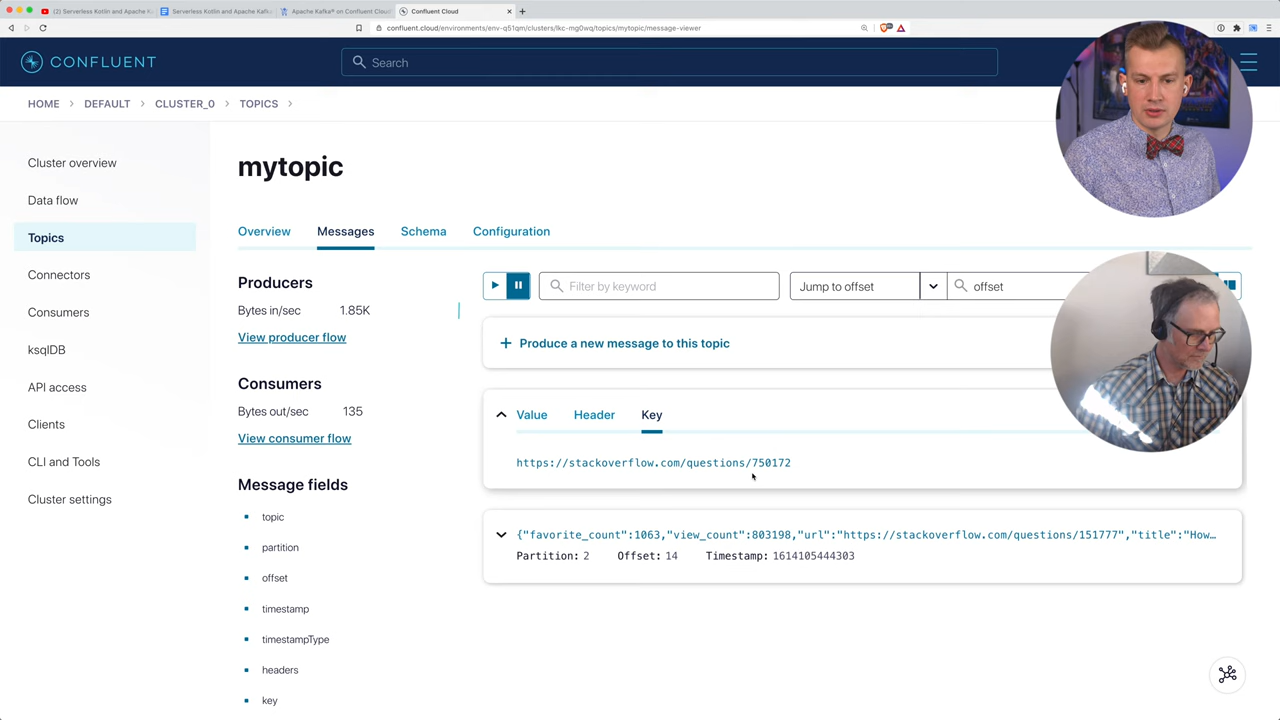 (2) Serverless Kotlin and Apache K
Serverless Kotlin and Apache Kafk
Apache Kafka® on Confluent Cloud
Confluent Cloud
confluent.cloud/environments/env-q51qm/clusters/lkc-mg0wq/topics/mytopic/message-viewer
CONFLUENT
Search
HOME > DEFAULT > CLUSTER_0 > TOPICS >
Cluster overview
Data flow
Topics
Connectors
Consumers
ksqlDB
API access
Clients
CLI and Tools
Cluster settings
mytopic
Overview Messages Schema Configuration
Producers
Bytes in/sec 1.85K
View producer flow
Consumers
Bytes out/sec 135
View consumer flow
Message fields
topic
partition
offset
timestamp
timestampType
headers
key
Filter by keyword Jump to offset offset
+ Produce a new message to this topic
Value Header Key
https://stackoverflow.com/questions/750172
{"favorite_count":1063,"view_count":803198,"url":"https://stackoverflow.com/questions/151777","title":"How…
Partition: 2 Offset: 14 Timestamp: 1614105444303